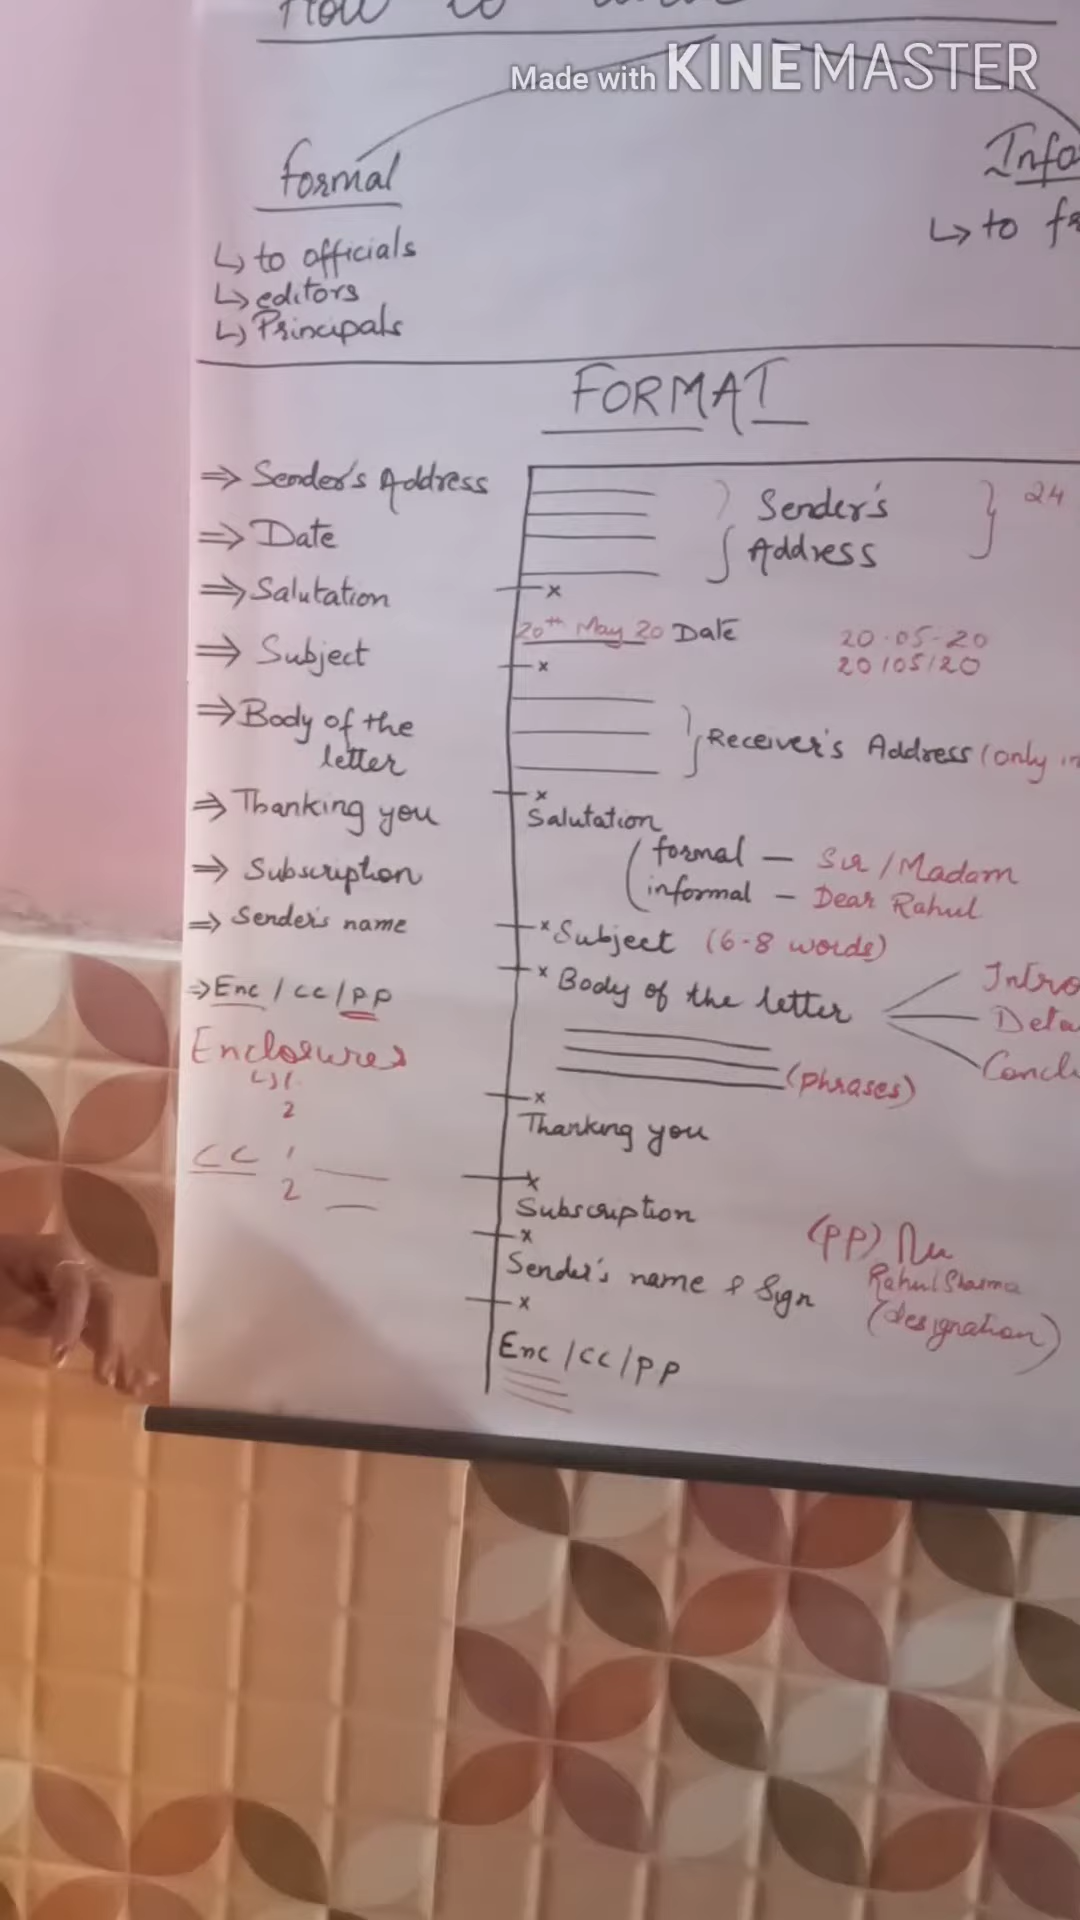 How to
Made with KINEMASTER
Formal
↳ to officials
↳ editors
↳ Principals
↳ to
FORMAT
⇒ Sender's Address
⇒ Date
⇒ Salutation
⇒ Subject
⇒ Body of the
letter
⇒ Thanking you
⇒ Subscription
⇒ Sender's name
⇒ Enc / CC / PP
Enclosures
↳ 1.
2
CC 1
2
Sender's
Address
24
20th May 20 Date
20.05.20
20/05/20
Receiver's Address (only
Salutation
formal — Sir / Madam
informal — Dear Rahul
Subject (6-8 words)
Body of the letter
(phrases)
Thanking you
Subscription
(PP)
Sender's name & Sign
Rahul Sharma
(designation)
Enc / CC / PP